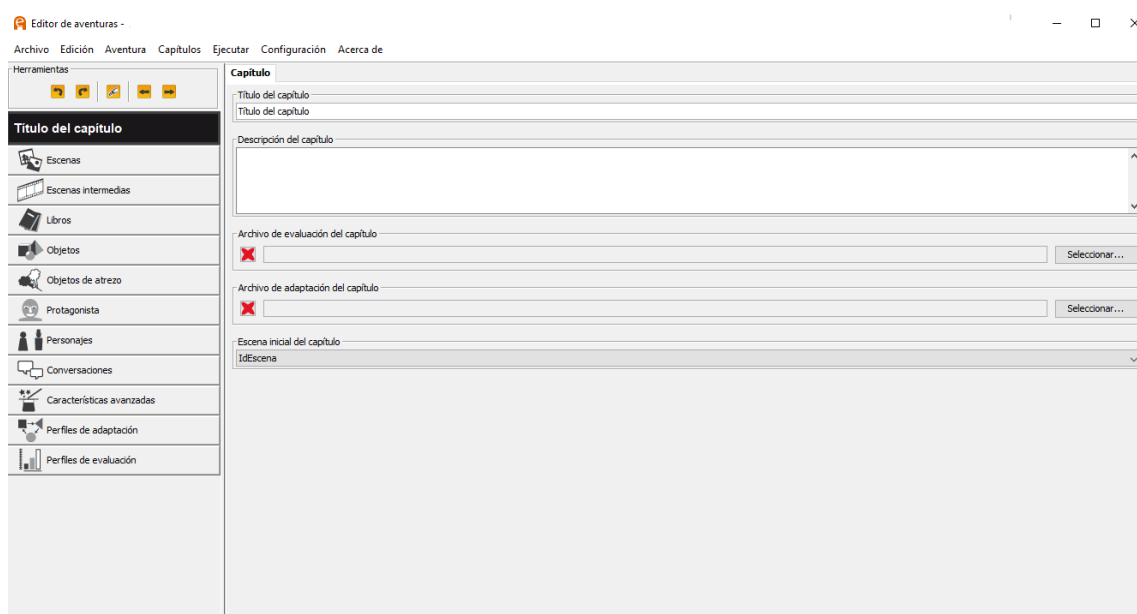 Editor de aventuras -
Archivo Edición Aventura Capítulos Ejecutar Configuración Acerca de
Herramientas
Título del capítulo
Escenas
Escenas intermedias
Libros
Objetos
Objetos de atrezo
Protagonista
Personajes
Conversaciones
Características avanzadas
Perfiles de adaptación
Perfiles de evaluación
Capítulo
Título del capítulo
Título del capítulo
Descripción del capítulo
Archivo de evaluación del capítulo
Seleccionar...
Archivo de adaptación del capítulo
Seleccionar...
Escena inicial del capítulo
IdEscena